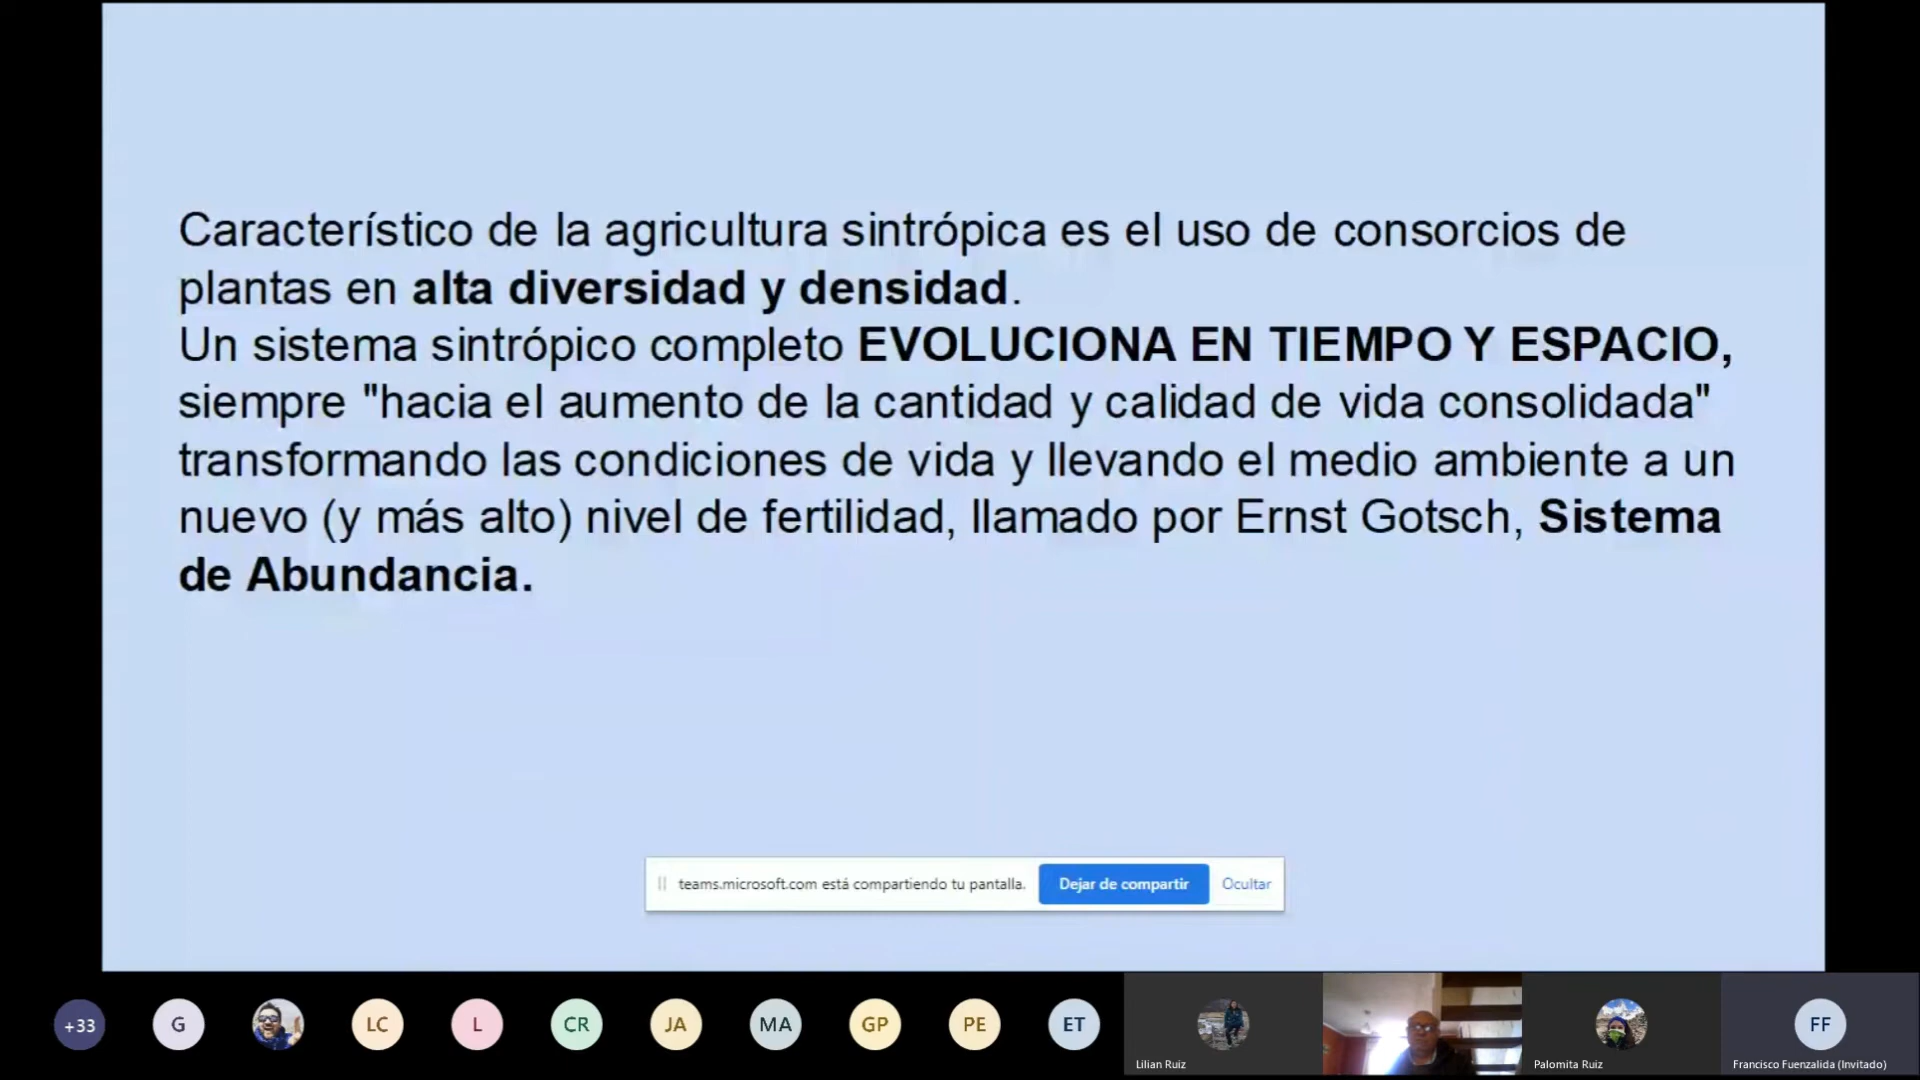 Característico de la agricultura sintrópica es el uso de consorcios de
plantas en alta diversidad y densidad.
Un sistema sintrópico completo EVOLUCIONA EN TIEMPO Y ESPACIO,
siempre "hacia el aumento de la cantidad y calidad de vida consolidada"
transformando las condiciones de vida y llevando el medio ambiente a un
nuevo (y más alto) nivel de fertilidad, llamado por Ernst Gotsch, Sistema
de Abundancia.
teams.microsoft.com está compartiendo tu pantalla. Dejar de compartir Ocultar
+33 G LC L CR JA MA GP PE ET FF
Lilian Ruiz Palomita Ruiz Francisco Fuenzalida (Invitado)